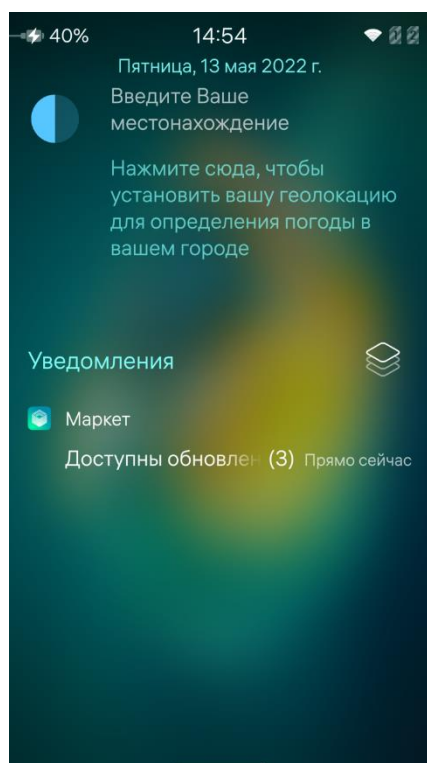 40% 14:54
Пятница, 13 мая 2022 г.
Введите Ваше
местонахождение
Нажмите сюда, чтобы
установить вашу геолокацию
для определения погоды в
вашем городе
Уведомления
Маркет
Доступны обновлен (3) Прямо сейчас